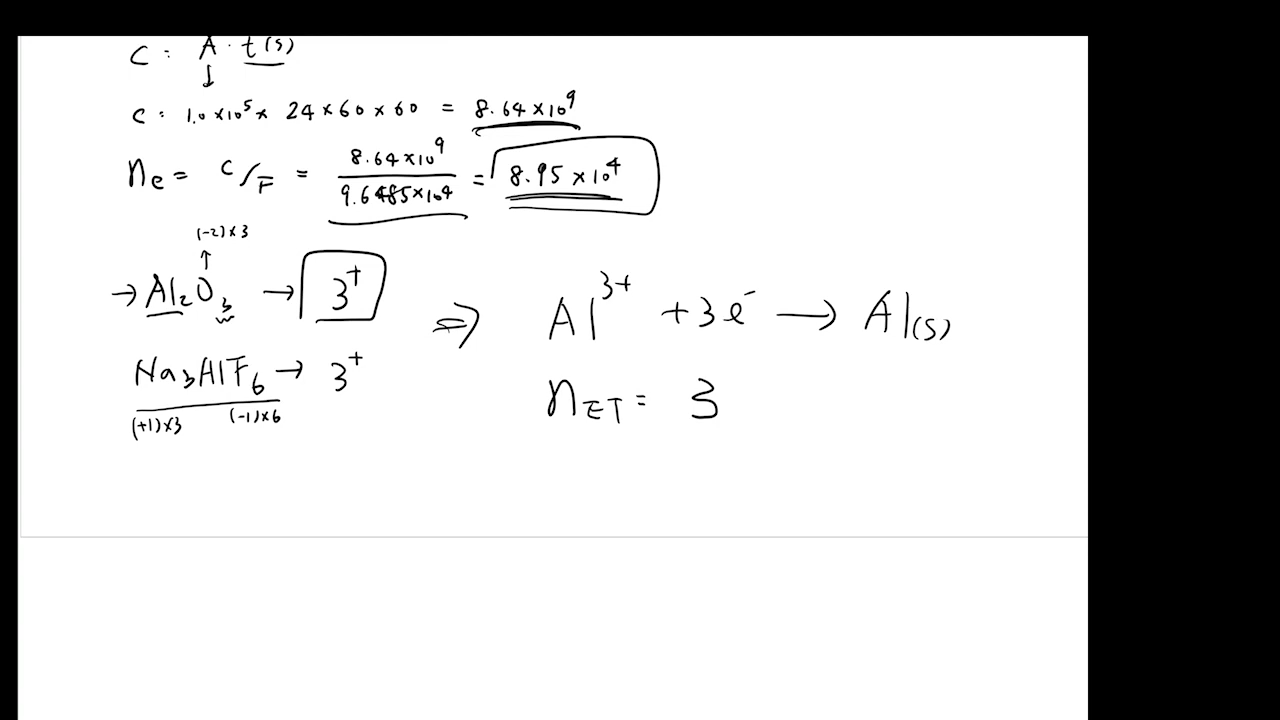 C : A · t(s)
↓
C : 1.0 × 10⁵ × 24 × 60 × 60 = 8.64 × 10⁹
nₑ = C/F = 8.64 × 10⁹ / 9.6485 × 10⁴ = 8.95 × 10⁴
(-2) × 3
↑
→ Al₂O₃ → 3⁺
⇒ Al³⁺ + 3e⁻ → Al(s)
Na₃AlF₆ → 3⁺
(+1)×3 (-1)×6
n_ET = 3